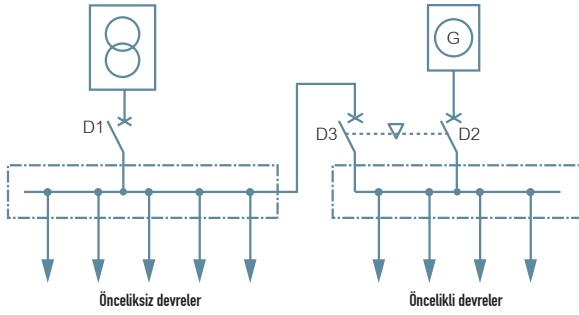 G
D1
D3
D2
Önceliksiz devreler
Öncelikli devreler